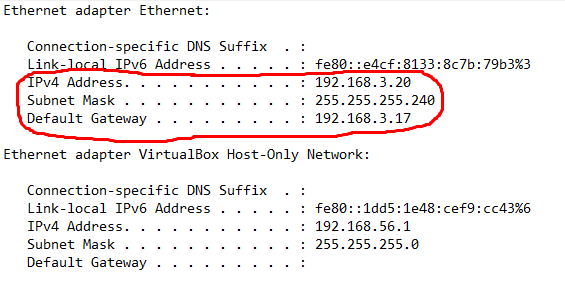 Ethernet adapter Ethernet:
Connection-specific DNS Suffix . :
Link-local IPv6 Address . . . . . : fe80::e4cf:8133:8c7b:79b3%3
IPv4 Address. . . . . . . . . . . : 192.168.3.20
Subnet Mask . . . . . . . . . . . : 255.255.255.240
Default Gateway . . . . . . . . . : 192.168.3.17
Ethernet adapter VirtualBox Host-Only Network:
Connection-specific DNS Suffix . :
Link-local IPv6 Address . . . . . : fe80::1dd5:1e48:cef9:cc43%6
IPv4 Address. . . . . . . . . . . : 192.168.56.1
Subnet Mask . . . . . . . . . . . : 255.255.255.0
Default Gateway . . . . . . . . . :